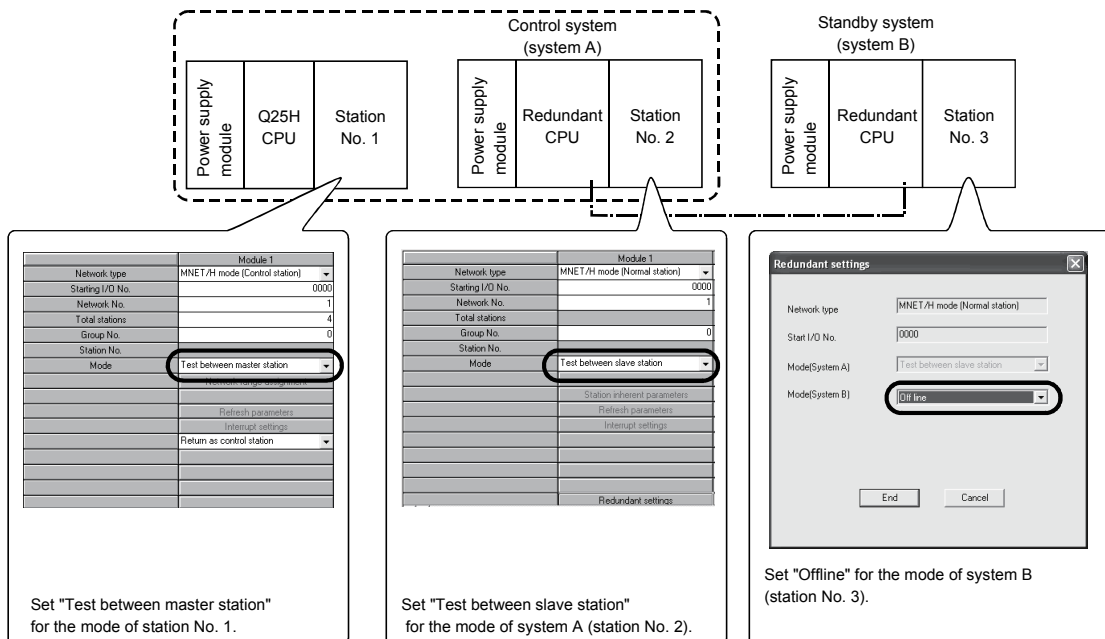 Control system
(system A)
Standby system
(system B)
Power supply
module
Q25H
CPU
Station
No. 1
Power supply
module
Redundant
CPU
Station
No. 2
Power supply
module
Redundant
CPU
Station
No. 3
Module 1
Network type MNET/H mode (Control station)
Starting I/O No. 0000
Network No. 1
Total stations 4
Group No. 0
Station No.
Mode Test between master station
Network range assignment
Refresh parameters
Interrupt settings
Return as control station
Set "Test between master station"
for the mode of station No. 1.
Module 1
Network type MNET/H mode (Normal station)
Starting I/O No. 0000
Network No. 1
Total stations
Group No. 0
Station No.
Mode Test between slave station
Station inherent parameters
Refresh parameters
Interrupt settings
Redundant settings
Set "Test between slave station"
for the mode of system A (station No. 2).
Redundant settings
Network type MNET/H mode (Normal station)
Start I/O No. 0000
Mode(System A) Test between slave station
Mode(System B) Off line
End Cancel
Set "Offline" for the mode of system B
(station No. 3).